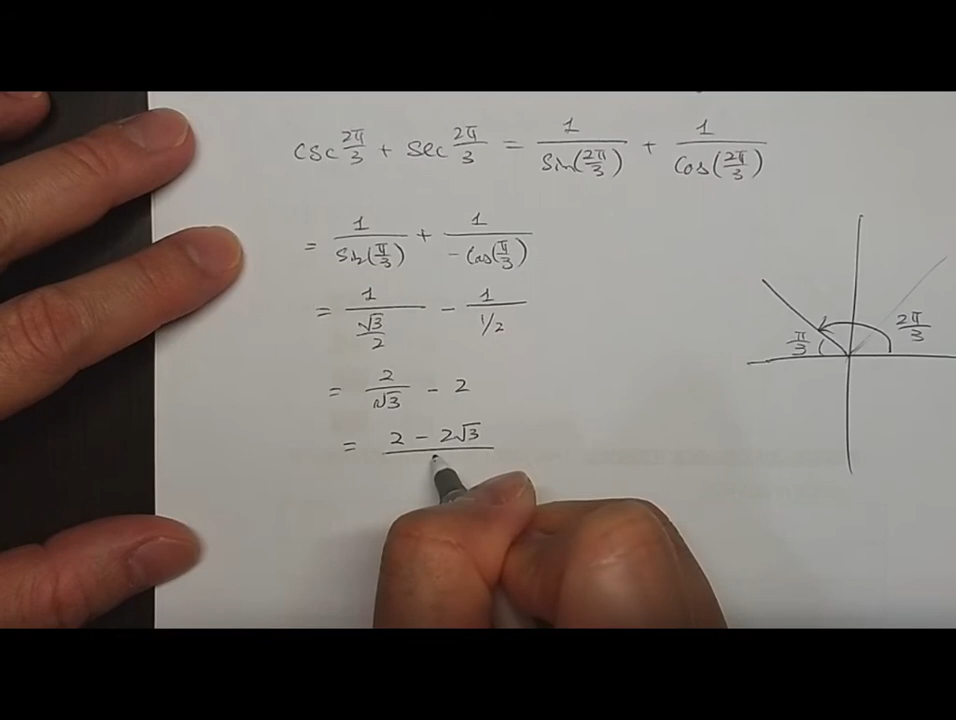 csc 2π/3 + sec 2π/3 = 1/sin(2π/3) + 1/cos(2π/3)
= 1/sin(π/3) + 1/-cos(π/3)
= 1/(√3/2) - 1/(1/2)
π/3 2π/3
= 2/√3 - 2
= 2 - 2√3